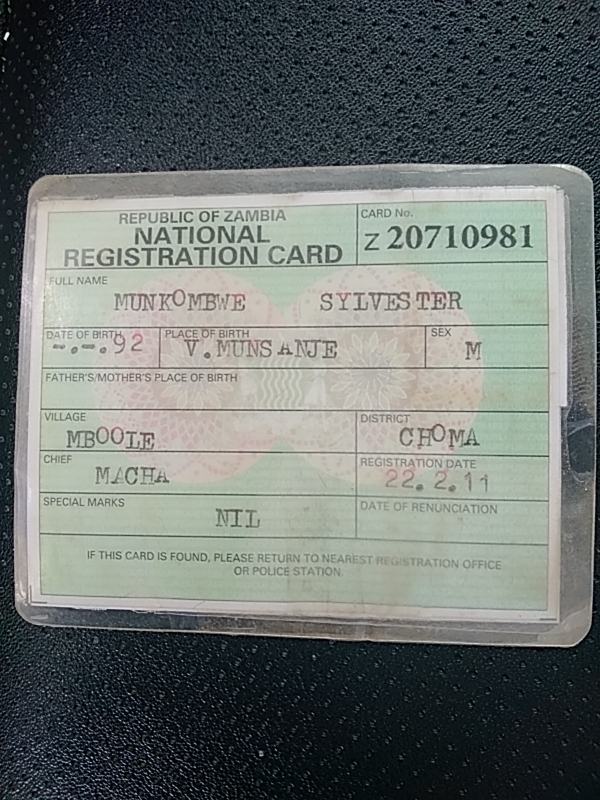 REPUBLIC OF ZAMBIA
NATIONAL
REGISTRATION CARD
CARD No.
Z 20710981
FULL NAME
MUNKOMBWE SYLVESTER
DATE OF BIRTH
-.-.92
PLACE OF BIRTH
V.MUNSANJE
SEX
M
FATHER'S/MOTHER'S PLACE OF BIRTH
VILLAGE
MBOOLE
DISTRICT
CHOMA
CHIEF
MACHA
REGISTRATION DATE
22.2.11
SPECIAL MARKS
NIL
DATE OF RENUNCIATION
IF THIS CARD IS FOUND, PLEASE RETURN TO NEAREST REGISTRATION OFFICE
OR POLICE STATION.